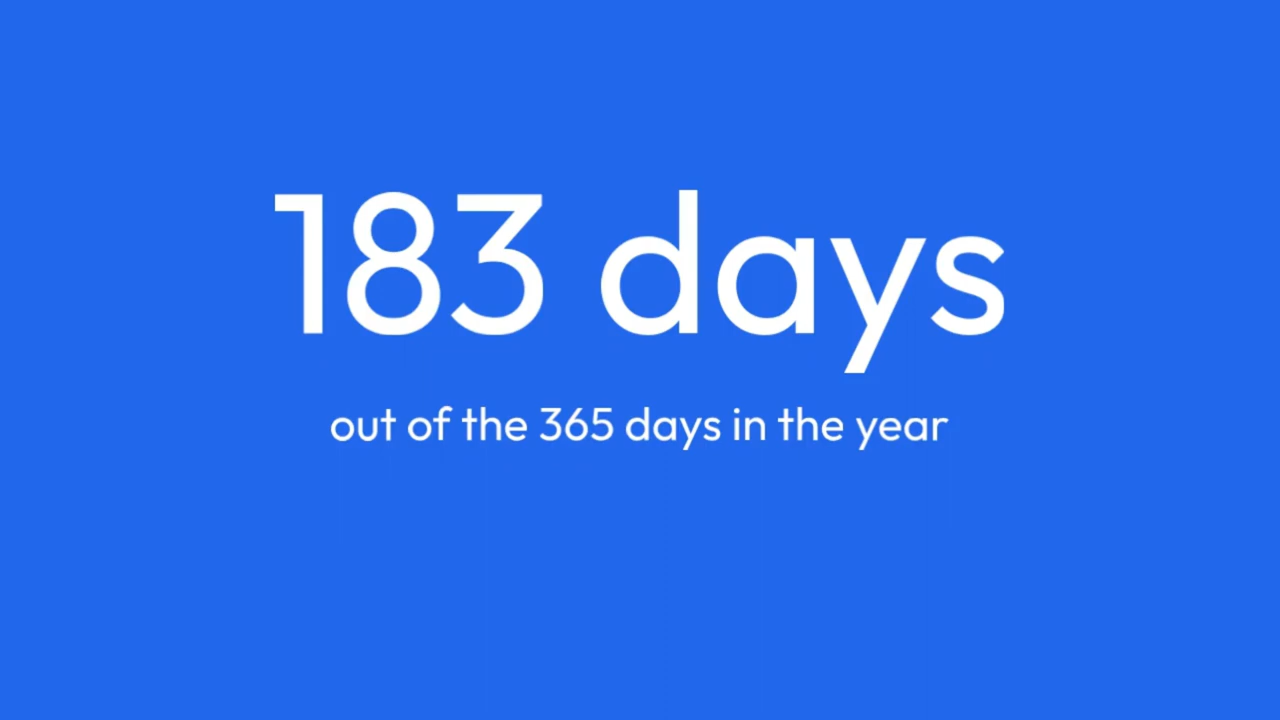 183 days
out of the 365 days in the year